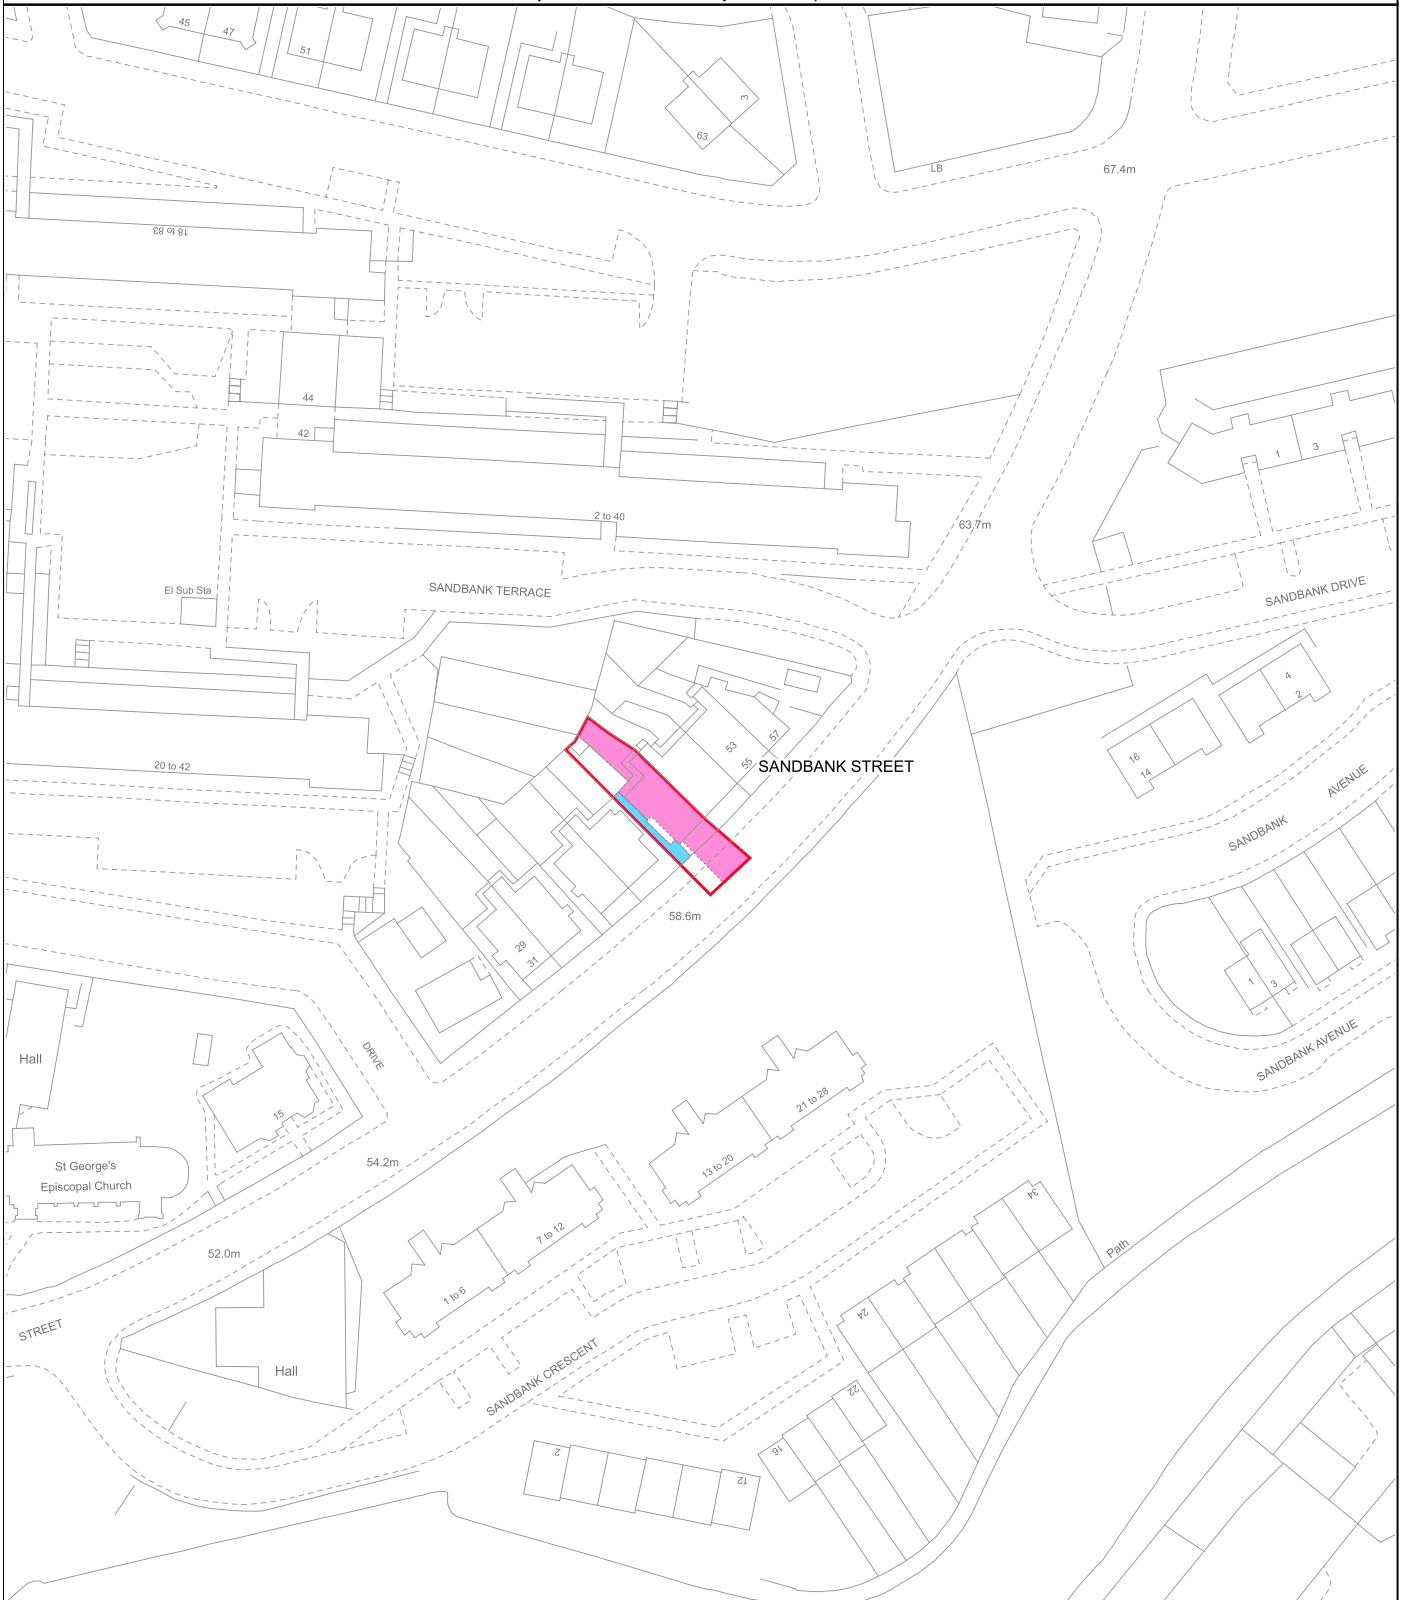 45
47
51
3
63
LB
67.4m
18 to 83
44
42
1
3
2 to 40
63.7m
El Sub Sta
SANDBANK TERRACE
SANDBANK DRIVE
4
2
53
57
55
SANDBANK STREET
16
14
20 to 42
AVENUE
SANDBANK
58.6m
29
31
1
3
SANDBANK AVENUE
Hall
DRIVE
15
21 to 28
St George's
Episcopal Church
54.2m
13 to 20
34
7 to 12
52.0m
Path
1 to 6
24
STREET
Hall
SANDBANK CRESCENT
22
16
2
12